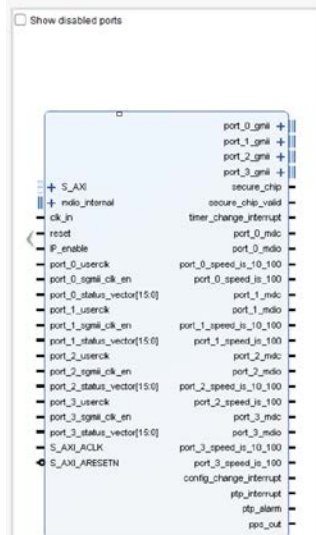 Show disabled ports
port_0_gmii
port_1_gmii
port_2_gmii
port_3_gmii
S_AXI
mdio_internal
clk_in
reset
IP_enable
port_0_userclk
port_0_sgmii_clk_en
port_0_status_vector[15:0]
port_1_userclk
port_1_sgmii_clk_en
port_1_status_vector[15:0]
port_2_userclk
port_2_sgmii_clk_en
port_2_status_vector[15:0]
port_3_userclk
port_3_sgmii_clk_en
port_3_status_vector[15:0]
S_AXI_ACLK
S_AXI_ARESETN
secure_chip
secure_chip_valid
timer_change_interrupt
port_0_mdc
port_0_mdio
port_0_speed_is_10_100
port_0_speed_is_100
port_1_mdc
port_1_mdio
port_1_speed_is_10_100
port_1_speed_is_100
port_2_mdc
port_2_mdio
port_2_speed_is_10_100
port_2_speed_is_100
port_3_mdc
port_3_mdio
port_3_speed_is_10_100
port_3_speed_is_100
config_change_interrupt
ptp_interrupt
ptp_alarm
pps_out